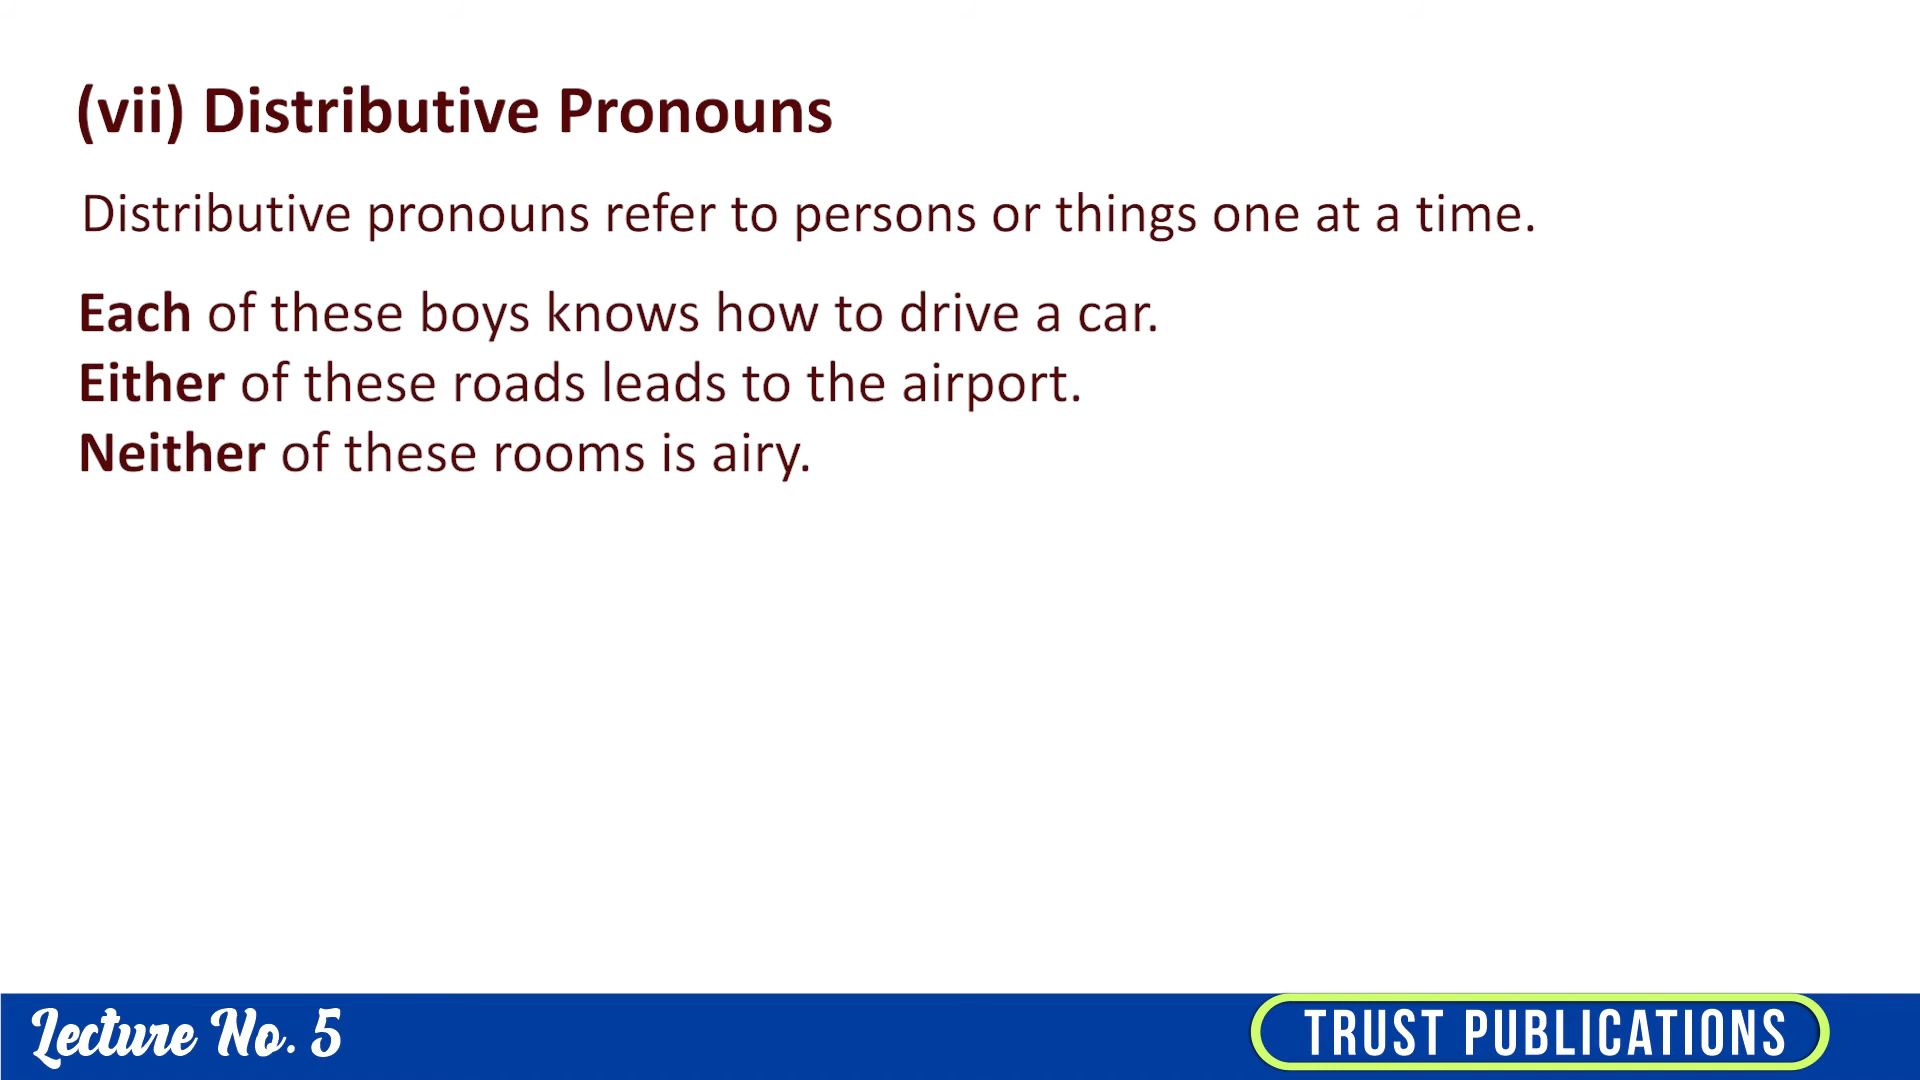 (vii) Distributive Pronouns
Distributive pronouns refer to persons or things one at a time.
Each of these boys knows how to drive a car.
Either of these roads leads to the airport.
Neither of these rooms is airy.
Lecture No. 5
TRUST PUBLICATIONS